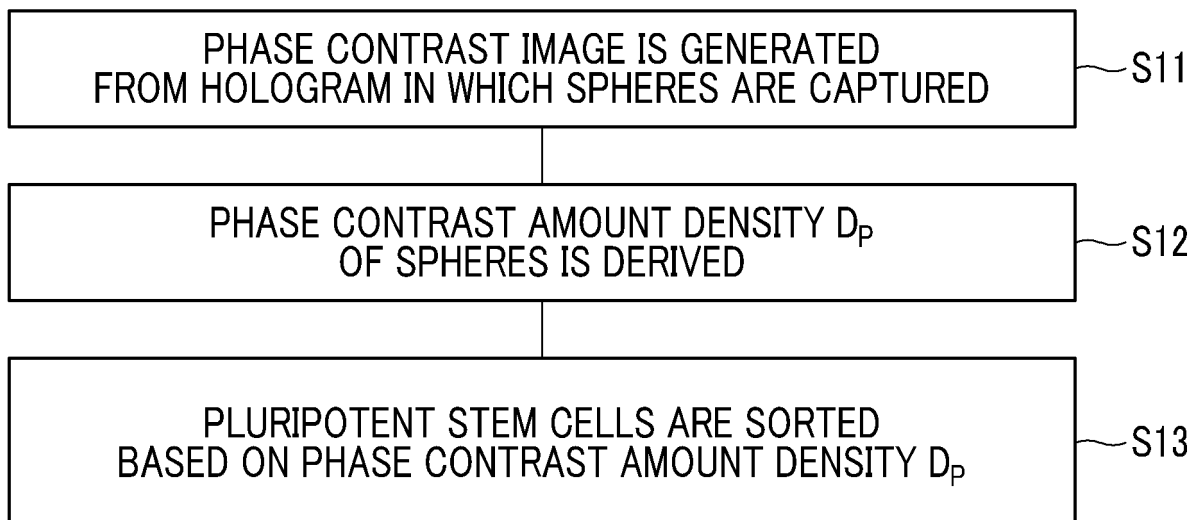 PHASE CONTRAST IMAGE IS GENERATED
FROM HOLOGRAM IN WHICH SPHERES ARE CAPTURED
S11
PHASE CONTRAST AMOUNT DENSITY DP
OF SPHERES IS DERIVED
S12
PLURIPOTENT STEM CELLS ARE SORTED
BASED ON PHASE CONTRAST AMOUNT DENSITY DP
S13